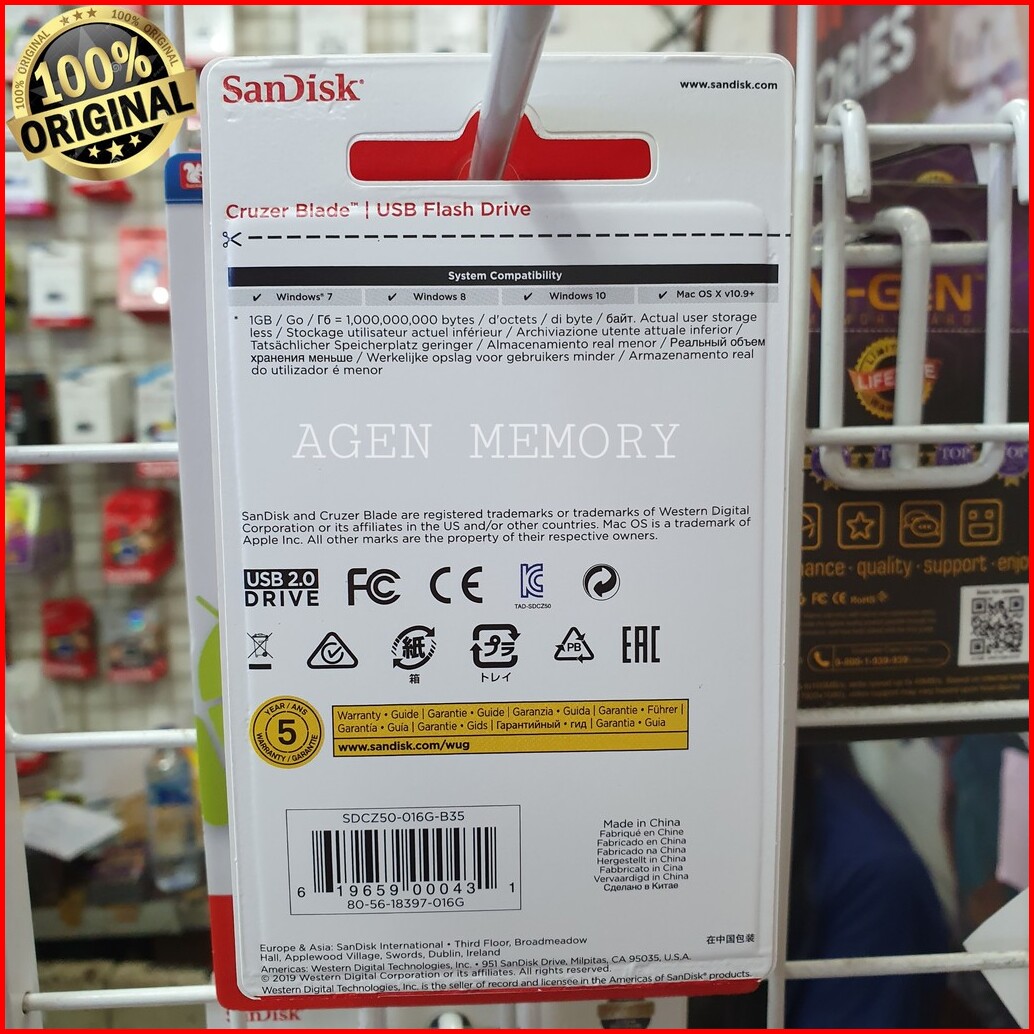 100% ORIGINAL
100% ORIGINAL
100%
ORIGINAL
SanDisk®
www.sandisk.com
Cruzer Blade™ | USB Flash Drive
System Compatibility
✓ Windows® 7 ✓ Windows 8 ✓ Windows 10 ✓ Mac OS X v10.9+
* 1GB / Go / Гб = 1,000,000,000 bytes / d'octets / di byte / байт. Actual user storage
less / Stockage utilisateur actuel inférieur / Archiviazione utente attuale inferior /
Tatsächlicher Speicherplatz geringer / Almacenamiento real menor / Реальный объем
хранения меньше / Werkelijke opslag voor gebruikers minder / Armazenamento real
do utilizador é menor
AGEN MEMORY
SanDisk and Cruzer Blade are registered trademarks or trademarks of Western Digital
Corporation or its affiliates in the US and/or other countries. Mac OS is a trademark of
Apple Inc. All other marks are the property of their respective owners.
USB 2.0
DRIVE
FC CE
TAD-SDCZ50
紙
箱
プラ
トレイ
PB
EAC
YEAR / ANS
5
WARRANTY / GARANTIE
Warranty • Guide | Garantie • Guide | Garanzia • Guida | Garantie • Führer |
Garantía • Guía | Garantie • Gids | Гарантийный • гид | Garantia • Guia
www.sandisk.com/wug
SDCZ50-016G-B35
6 19659 00043 1
80-56-18397-016G
Made in China
Fabriqué en Chine
Fabricado en China
Fabricado na China
Hergestellt in China
Fabbricato in Cina
Vervaardigd in China
Сделано в Китае
在中国包装
Europe & Asia: SanDisk International • Third Floor, Broadmeadow
Hall, Applewood Village, Swords, Dublin, Ireland
Americas: Western Digital Technologies, Inc. • 951 SanDisk Drive, Milpitas, CA 95035, U.S.A.
© 2019 Western Digital Corporation or its affiliates. All rights reserved.
Western Digital Technologies, Inc. is the seller of record and licensee in the Americas of SanDisk® products.
ORIES
V-GEN
LIFE
TOP
quality · support · enjo
FC CE RoHS